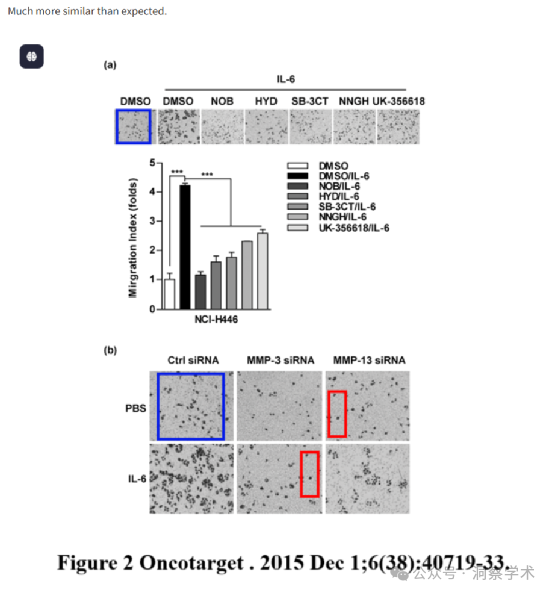 Much more similar than expected.
(a)
IL-6
DMSO DMSO NOB HYD SB-3CT NNGH UK-356618
Mirgration Index (folds)
5
4
3
2
1
0
*** ***
DMSO
DMSO/IL-6
NOB/IL-6
HYD/IL-6
SB-3CT/IL-6
NNGH/IL-6
UK-356618/IL-6
NCI-H446
(b)
Ctrl siRNA MMP-3 siRNA MMP-13 siRNA
PBS
IL-6
Figure 2 Oncotarget . 2015 Dec 1;6(38):40719-33.
公众号 · 洞察学术